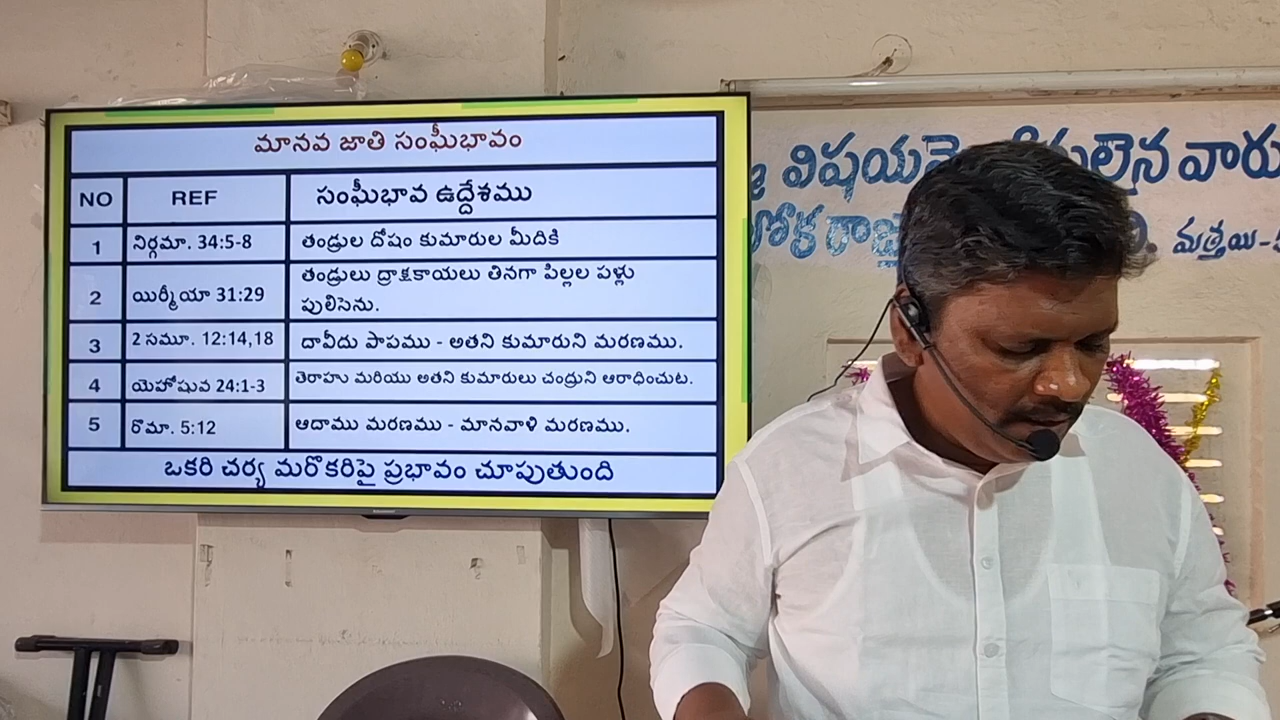 మానవ జాతి సంఘీభావం
NO REF సంఘీభావ ఉద్దేశము
1 నిర్గమా. 34:5-8 తండ్రుల దోషం కుమారుల మీదికి
2 యిర్మీయా 31:29 తండ్రులు ద్రాక్షకాయలు తినగా పిల్లల పళ్లు
పులిసెను.
3 2 సమూ. 12:14,18 దావీదు పాపము - అతని కుమారుని మరణము.
4 యెహోషువ 24:1-3 తెరాహు మరియు అతని కుమారులు చంద్రుని ఆరాధించుట.
5 రోమా. 5:12 ఆదాము మరణము - మానవాళి మరణము.
ఒకరి చర్య మరొకరిపై ప్రభావం చూపుతుంది
విషయమై వారు
మత్తయి-5